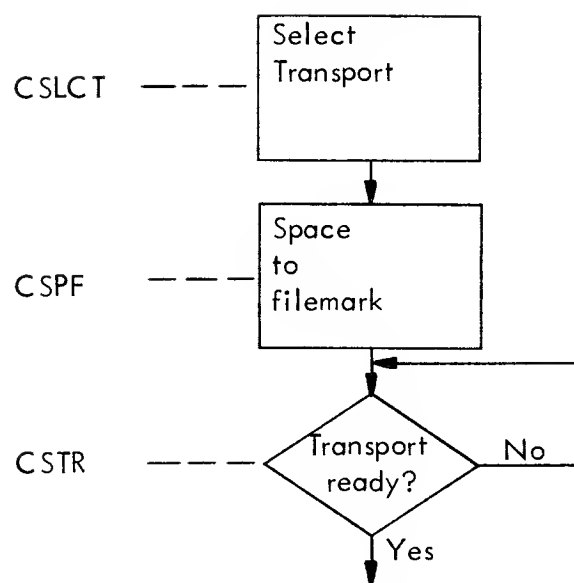 Select
Transport
CSLCT
Space
to
filemark
CSPF
Transport
ready?
No
CSTR
Yes